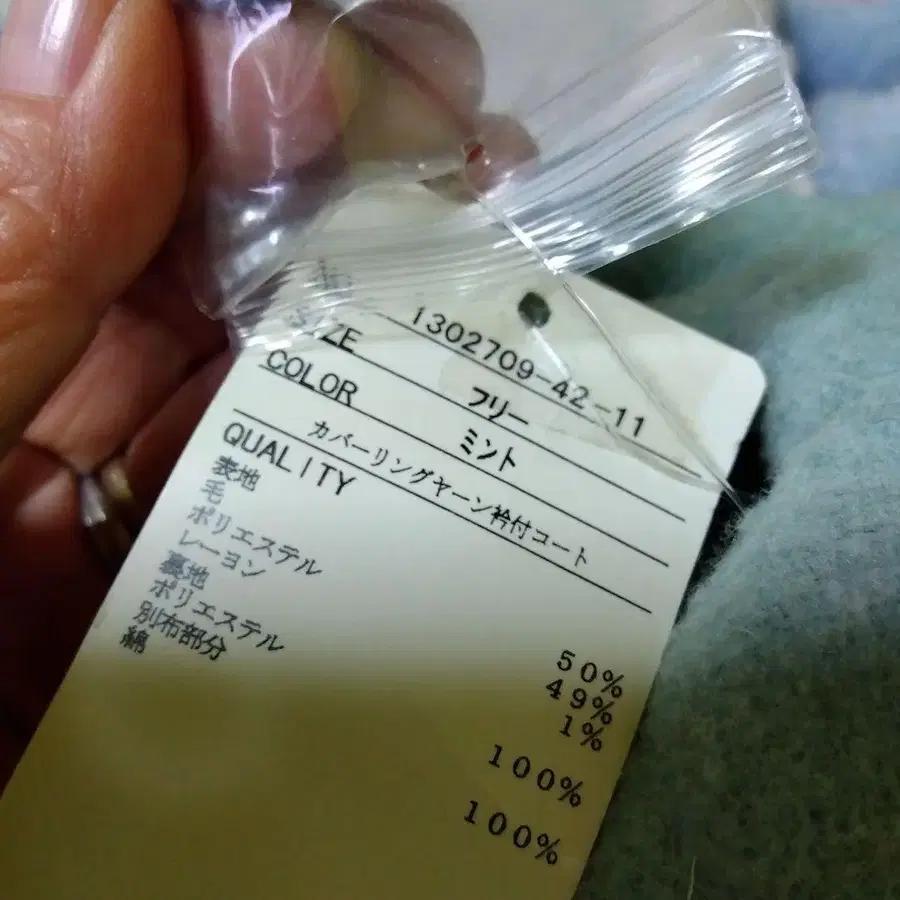 1302709-42-11
SIZE フリー
COLOR ミント
カバーリングヤーン衿付コート
QUALITY
表地
毛 50%
ポリエステル 49%
レーヨン 1%
裏地
ポリエステル 100%
別布部分
綿 100%